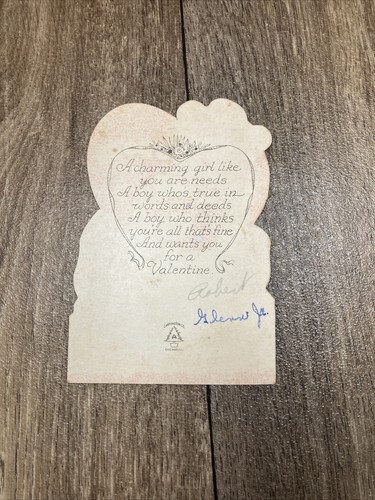 A charming girl like
you are needs
A boy whos true in
words and deeds
A boy who thinks
you're all that's fine
And wants you
for a
Valentine.
Robert
Glenn Jr.
A